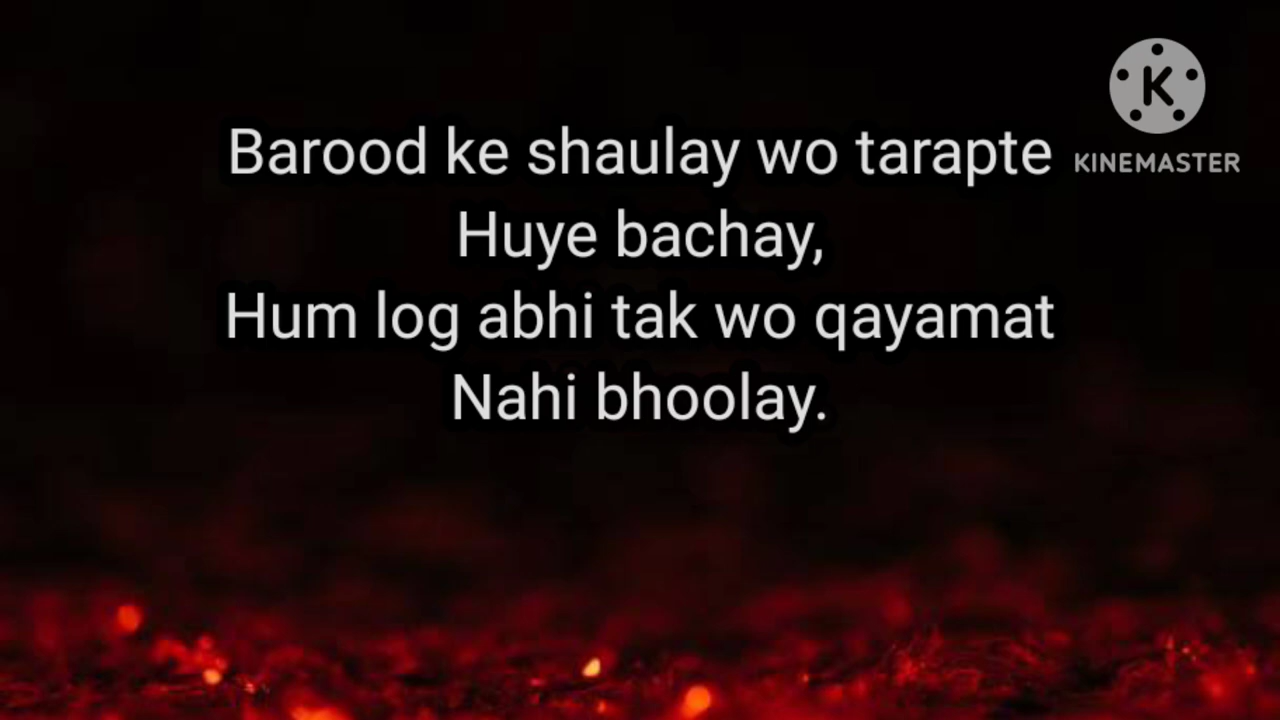 Barood ke shaulay wo tarapte
Huye bachay,
Hum log abhi tak wo qayamat
Nahi bhoolay.
K
KINEMASTER